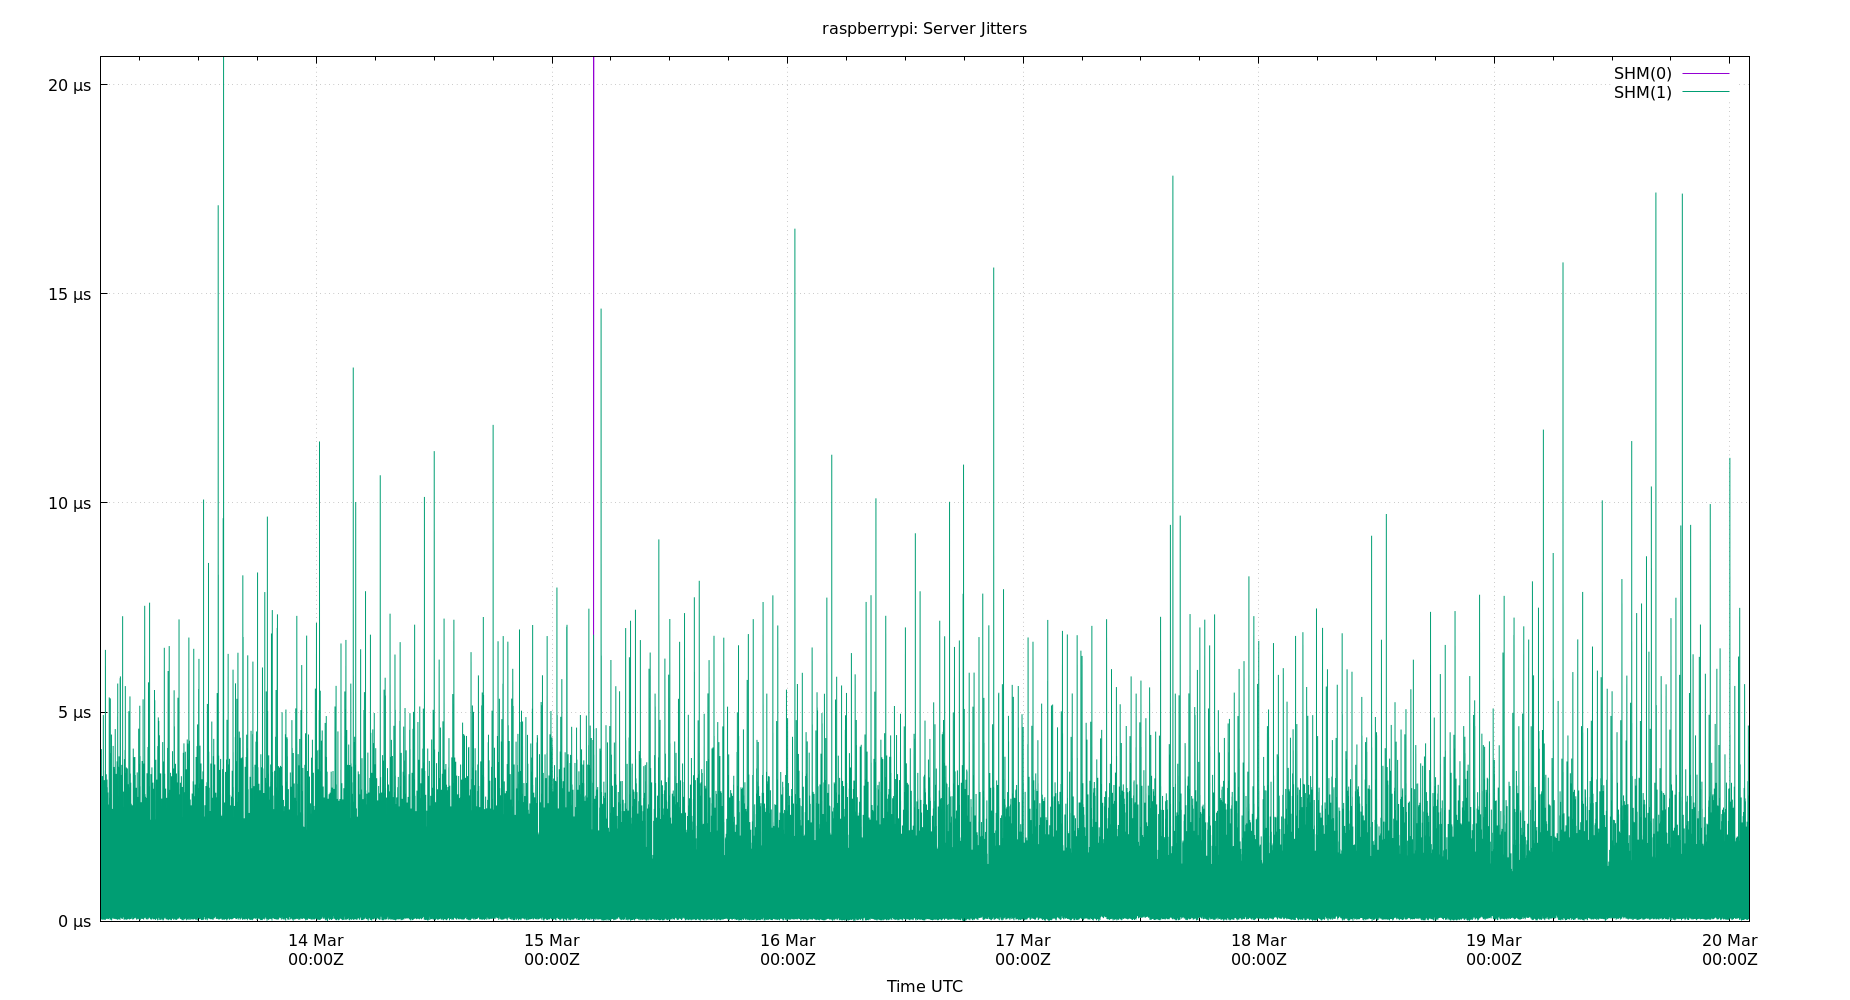 raspberrypi: Server Jitters
SHM(0)
SHM(1)
20 µs
15 µs
10 µs
5 µs
0 µs
14 Mar
00:00Z
15 Mar
00:00Z
16 Mar
00:00Z
17 Mar
00:00Z
18 Mar
00:00Z
19 Mar
00:00Z
20 Mar
00:00Z
Time UTC